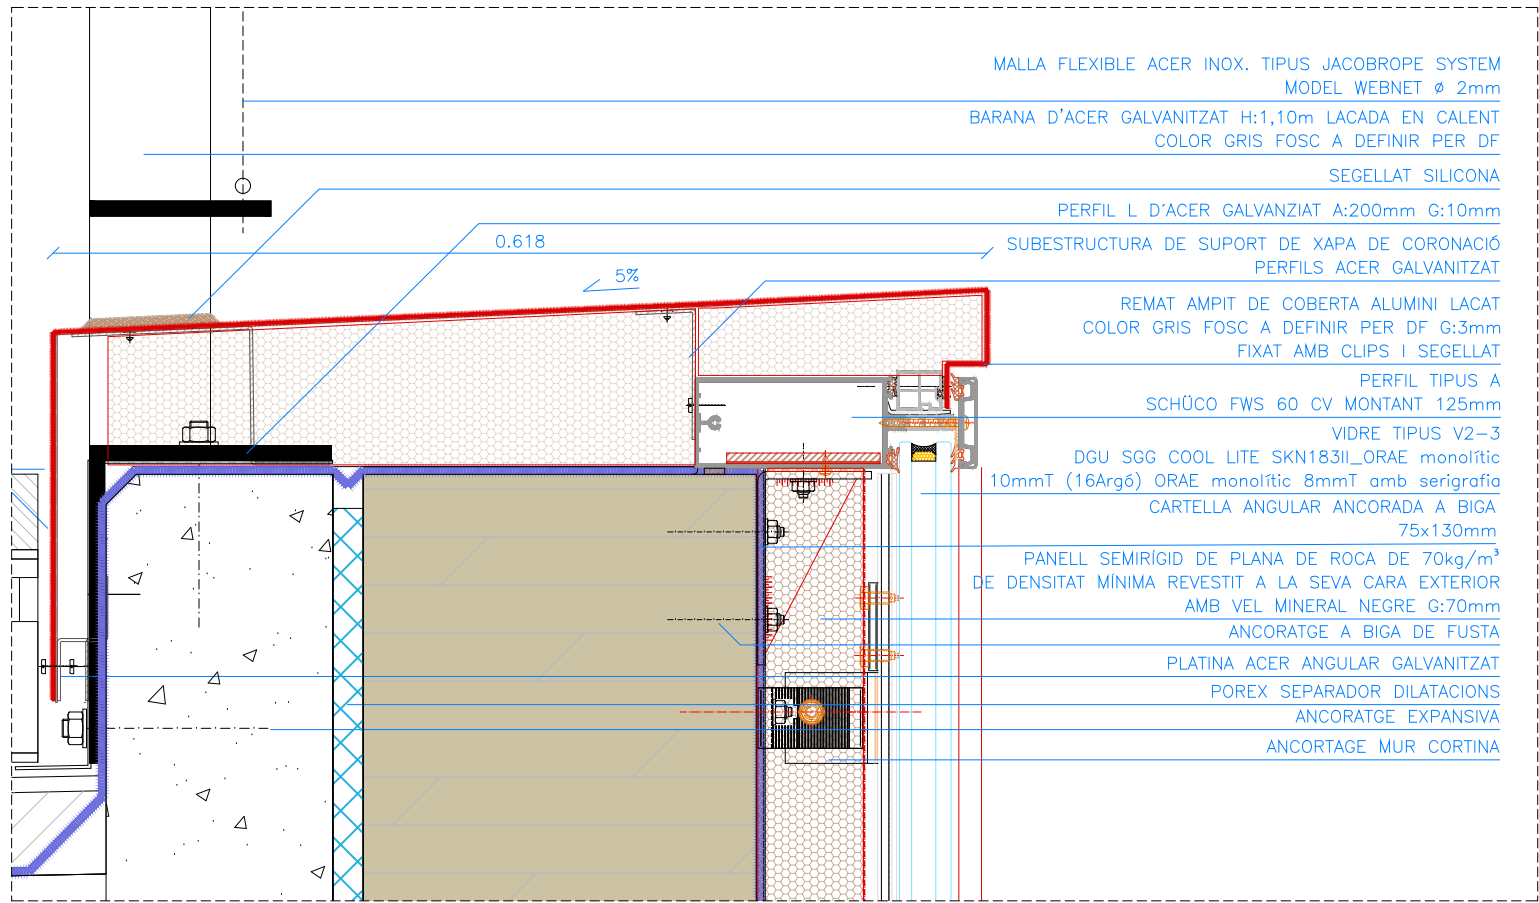 MALLA FLEXIBLE ACER INOX. TIPUS JACOBROPE SYSTEM
MODEL WEBNET Ø 2mm
BARANA D'ACER GALVANITZAT H:1,10m LACADA EN CALENT
COLOR GRIS FOSC A DEFINIR PER DF
SEGELLAT SILICONA
PERFIL L D´ACER GALVANZIAT A:200mm G:10mm
0.618
SUBESTRUCTURA DE SUPORT DE XAPA DE CORONACIÓ
PERFILS ACER GALVANITZAT
5%
REMAT AMPIT DE COBERTA ALUMINI LACAT
COLOR GRIS FOSC A DEFINIR PER DF G:3mm
FIXAT AMB CLIPS I SEGELLAT
PERFIL TIPUS A
SCHÜCO FWS 60 CV MONTANT 125mm
VIDRE TIPUS V2-3
DGU SGG COOL LITE SKN183II_ORAE monolític
10mmT (16Argó) ORAE monolític 8mmT amb serigrafia
CARTELLA ANGULAR ANCORADA A BIGA
75x130mm
PANELL SEMIRÍGID DE PLANA DE ROCA DE 70kg/m³
DE DENSITAT MÍNIMA REVESTIT A LA SEVA CARA EXTERIOR
AMB VEL MINERAL NEGRE G:70mm
ANCORATGE A BIGA DE FUSTA
PLATINA ACER ANGULAR GALVANITZAT
POREX SEPARADOR DILATACIONS
ANCORATGE EXPANSIVA
ANCORTAGE MUR CORTINA